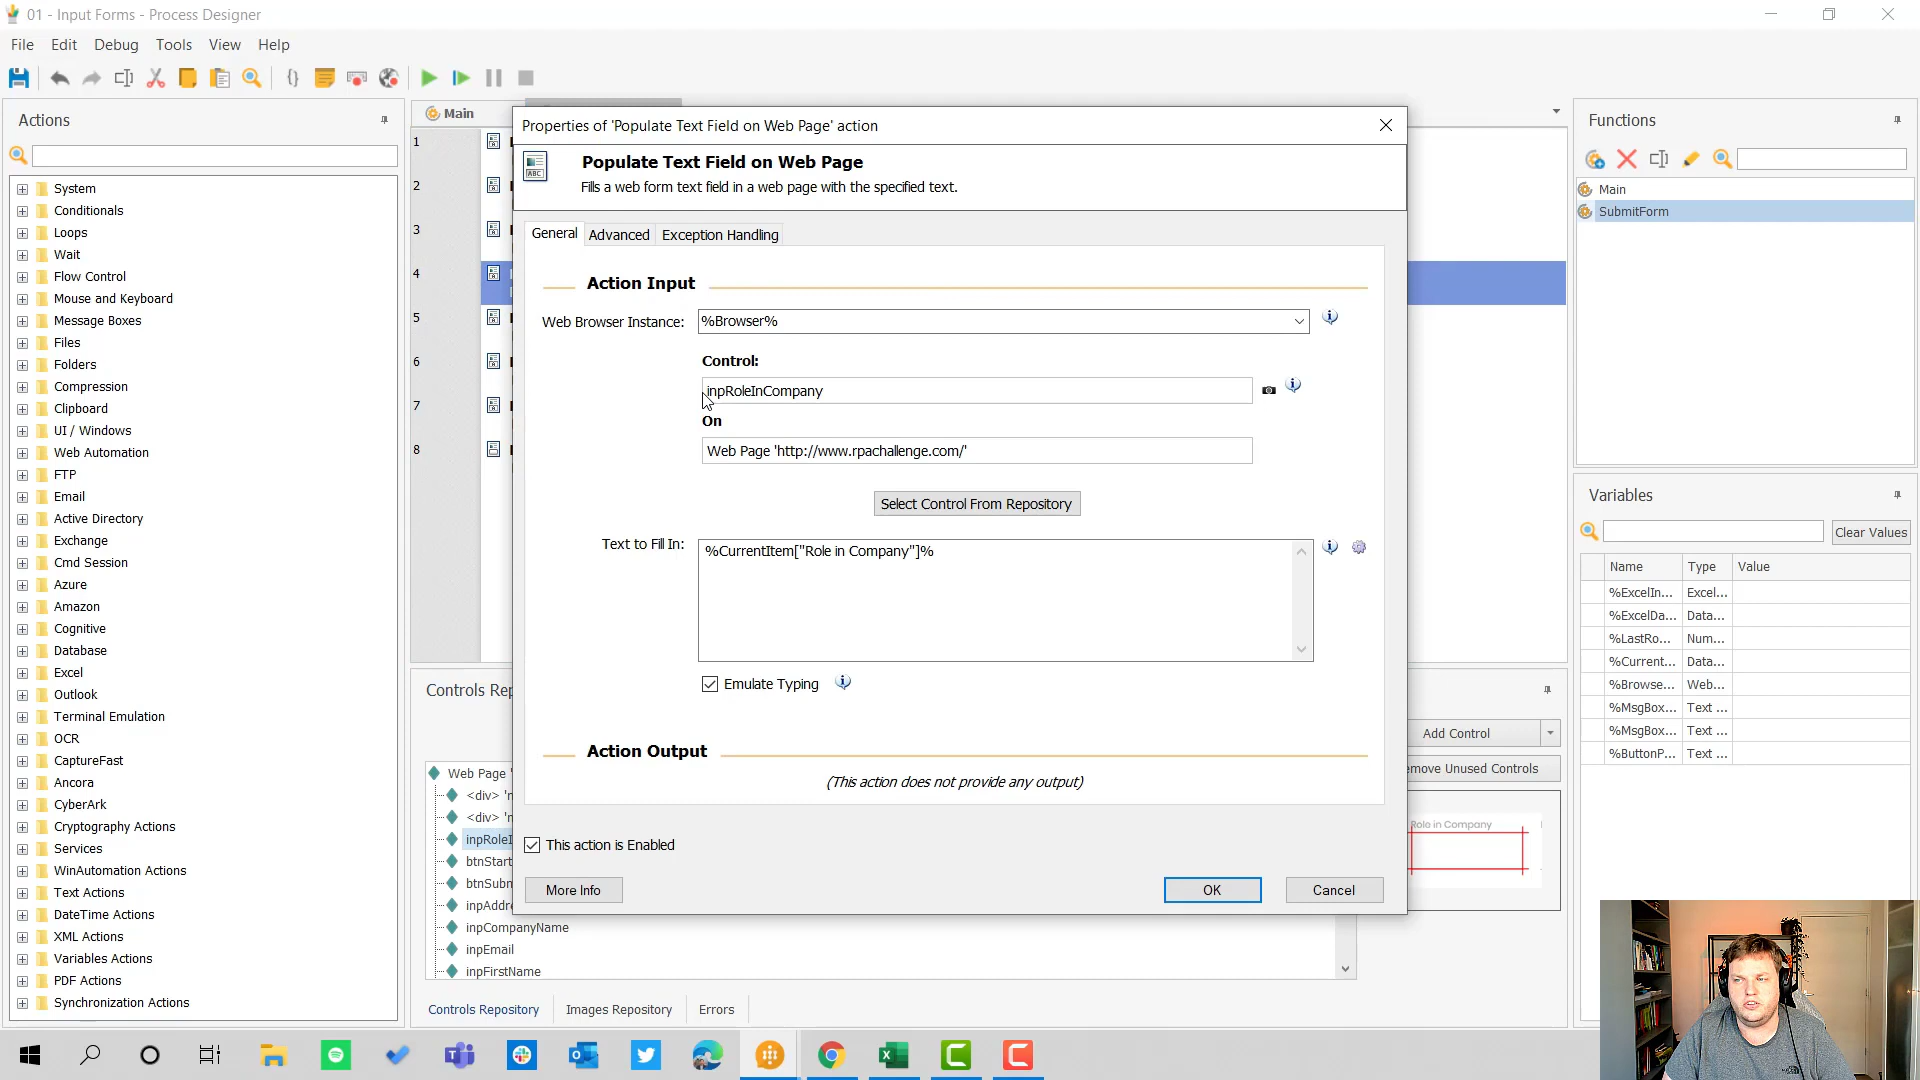 01 - Input Forms - Process Designer
File Edit Debug Tools View Help
Actions
System
Conditionals
Loops
Wait
Flow Control
Mouse and Keyboard
Message Boxes
Files
Folders
Compression
Clipboard
UI / Windows
Web Automation
FTP
Email
Active Directory
Exchange
Cmd Session
Azure
Amazon
Cognitive
Database
Excel
Outlook
Terminal Emulation
OCR
CaptureFast
Ancora
CyberArk
Cryptography Actions
Services
WinAutomation Actions
Text Actions
DateTime Actions
XML Actions
Variables Actions
PDF Actions
Synchronization Actions
Main
1
2
3
4
5
6
7
8
Properties of 'Populate Text Field on Web Page' action
Populate Text Field on Web Page
Fills a web form text field in a web page with the specified text.
General Advanced Exception Handling
Action Input
Web Browser Instance: %Browser%
Control:
inpRoleInCompany
On
Web Page 'http://www.rpachallenge.com/'
Select Control From Repository
Text to Fill In: %CurrentItem["Role in Company"]%
Emulate Typing
Action Output
(This action does not provide any output)
This action is Enabled
More Info OK Cancel
Controls Rep
Web Page '
<div> 'n
<div> 'n
inpRoleI
btnStart
btnSubn
inpAddre
inpCompanyName
inpEmail
inpFirstName
Controls Repository Images Repository Errors
Add Control
emove Unused Controls
Role in Company
Functions
Main
SubmitForm
Variables
Clear Values
Name Type Value
%ExcelIn... Excel...
%ExcelDa... Data...
%LastRo... Num...
%Current... Data...
%Browse... Web...
%MsgBox... Text ...
%MsgBox... Text ...
%ButtonP... Text ...